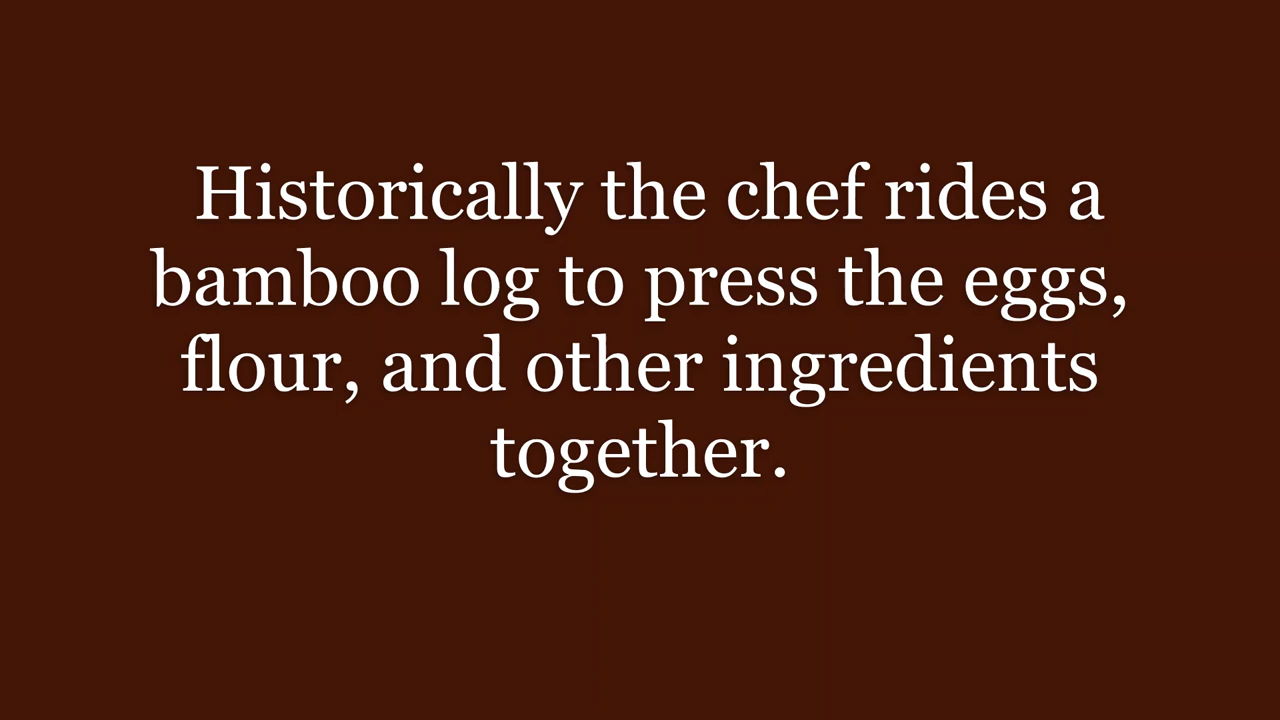 Historically the chef rides a
bamboo log to press the eggs,
flour, and other ingredients
together.